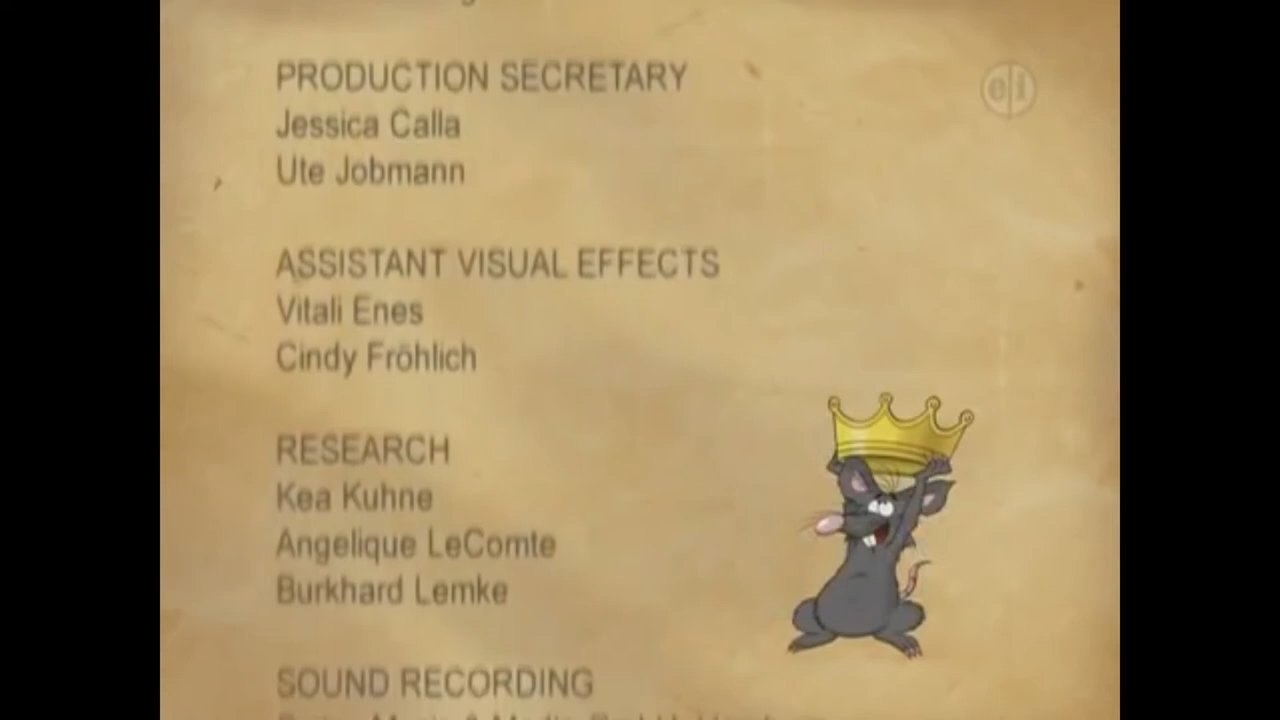 PRODUCTION SECRETARY
Jessica Calla
Ute Jobmann
e|i
ASSISTANT VISUAL EFFECTS
Vitali Enes
Cindy Fröhlich
RESEARCH
Kea Kuhne
Angelique LeComte
Burkhard Lemke
SOUND RECORDING